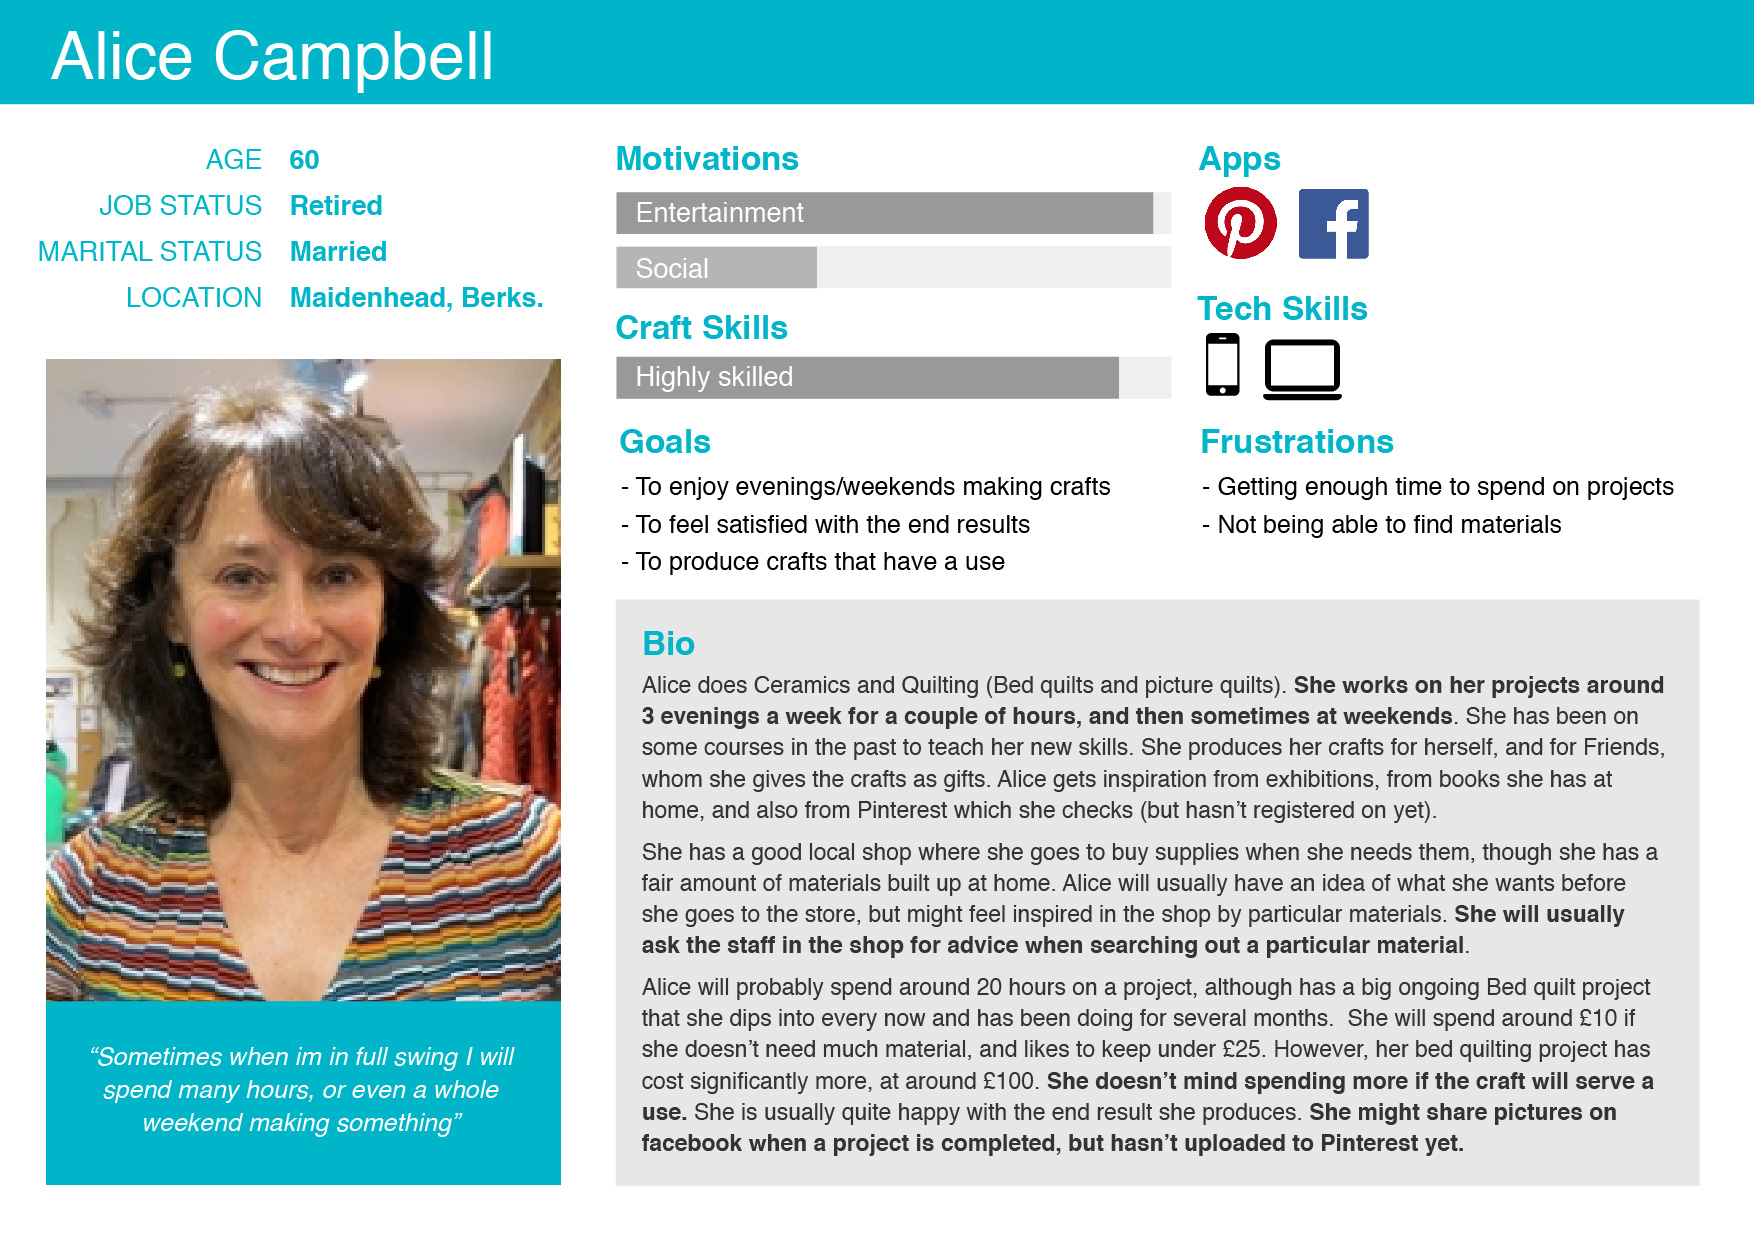 Alice Campbell
AGE 60
JOB STATUS Retired
MARITAL STATUS Married
LOCATION Maidenhead, Berks.
“Sometimes when im in full swing I will
spend many hours, or even a whole
weekend making something”
Motivations
Entertainment
Social
Craft Skills
Highly skilled
Apps
Tech Skills
Goals
- To enjoy evenings/weekends making crafts
- To feel satisfied with the end results
- To produce crafts that have a use
Frustrations
- Getting enough time to spend on projects
- Not being able to find materials
Bio
Alice does Ceramics and Quilting (Bed quilts and picture quilts). She works on her projects around
3 evenings a week for a couple of hours, and then sometimes at weekends. She has been on
some courses in the past to teach her new skills. She produces her crafts for herself, and for Friends,
whom she gives the crafts as gifts. Alice gets inspiration from exhibitions, from books she has at
home, and also from Pinterest which she checks (but hasn’t registered on yet).
She has a good local shop where she goes to buy supplies when she needs them, though she has a
fair amount of materials built up at home. Alice will usually have an idea of what she wants before
she goes to the store, but might feel inspired in the shop by particular materials. She will usually
ask the staff in the shop for advice when searching out a particular material.
Alice will probably spend around 20 hours on a project, although has a big ongoing Bed quilt project
that she dips into every now and has been doing for several months.  She will spend around £10 if
she doesn’t need much material, and likes to keep under £25. However, her bed quilting project has
cost significantly more, at around £100. She doesn’t mind spending more if the craft will serve a
use. She is usually quite happy with the end result she produces. She might share pictures on
facebook when a project is completed, but hasn’t uploaded to Pinterest yet.